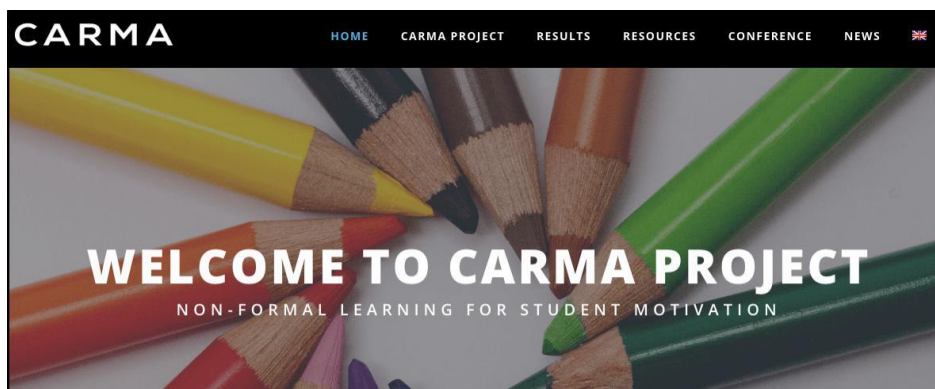 CARMA
HOME CARMA PROJECT RESULTS RESOURCES CONFERENCE NEWS
WELCOME TO CARMA PROJECT
NON-FORMAL LEARNING FOR STUDENT MOTIVATION